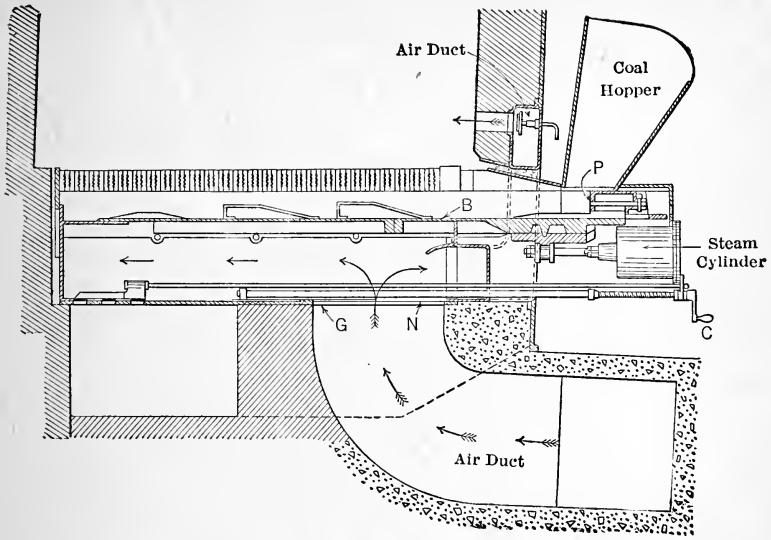 Air Duct
Coal
Hopper
P
B
Steam
Cylinder
G
N
C
Air Duct